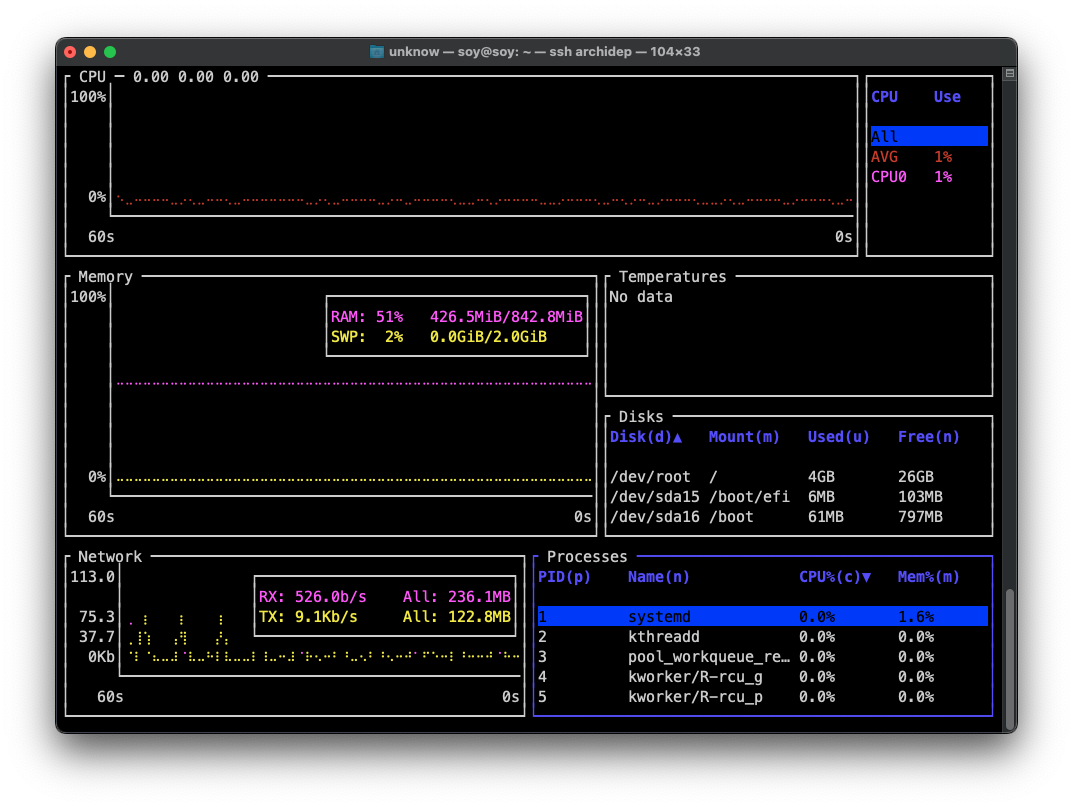 unknow — soy@soy: ~ — ssh archidep — 104×33
CPU — 0.00 0.00 0.00
100%
0%
60s 0s
CPU Use
All
AVG 1%
CPU0 1%
Memory
100%
RAM: 51% 426.5MiB/842.8MiB
SWP: 2% 0.0GiB/2.0GiB
0%
60s 0s
Temperatures
No data
Disks
Disk(d)▲ Mount(m) Used(u) Free(n)
/dev/root / 4GB 26GB
/dev/sda15 /boot/efi 6MB 103MB
/dev/sda16 /boot 61MB 797MB
Network
113.0
75.3
37.7
0Kb
RX: 526.0b/s All: 236.1MB
TX: 9.1Kb/s All: 122.8MB
60s 0s
Processes
PID(p) Name(n) CPU%(c)▼ Mem%(m)
1 systemd 0.0% 1.6%
2 kthreadd 0.0% 0.0%
3 pool_workqueue_re… 0.0% 0.0%
4 kworker/R-rcu_g 0.0% 0.0%
5 kworker/R-rcu_p 0.0% 0.0%